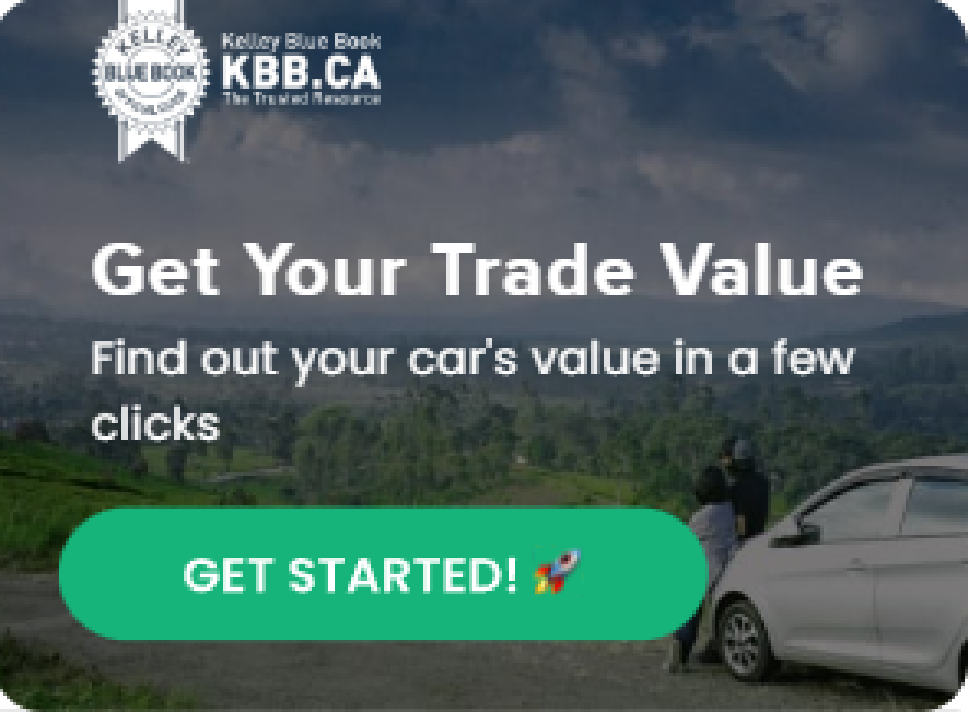 KELLEY
BLUE BOOK
Kelley Blue Book
KBB.CA
The Trusted Resource
Get Your Trade Value
Find out your car's value in a few
clicks
GET STARTED! 🚀